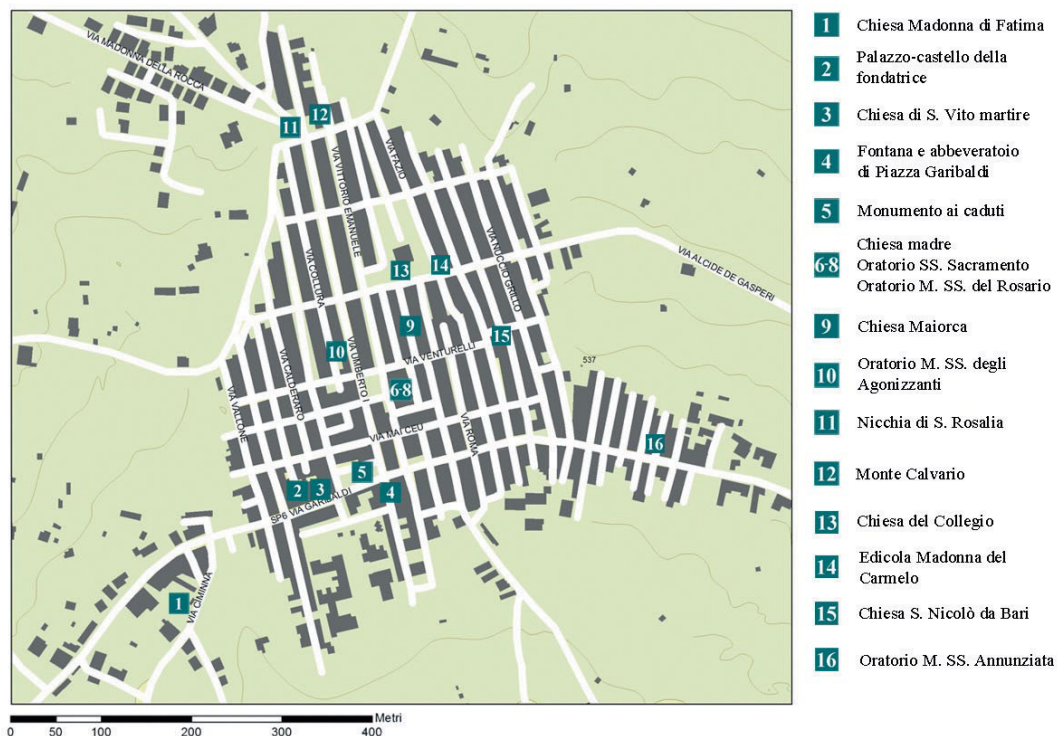 VIA MADONNA DELLA ROCCA
11
12
VIA VITTORIO EMANUELE
VIA FAZIO
VIA COLLURA
VIA NUCCIO GRILLO
VIA ALCIDE DE GASPERI
13
14
9
15
10
VIA VENTURELLI
VIA UMBERTO I
537
VIA CALDERARO
6-8
VIA VALLONE
VIA MAI CEU
VIA ROMA
16
5
2
3
4
SP6 VIA GARIBALDI
1
VIA CIMINNA
Metri
0 50 100 200 300 400
1 Chiesa Madonna di Fatima
2 Palazzo-castello della
fondatrice
3 Chiesa di S. Vito martire
4 Fontana e abbeveratoio
di Piazza Garibaldi
5 Monumento ai caduti
6-8 Chiesa madre
Oratorio SS. Sacramento
Oratorio M. SS. del Rosario
9 Chiesa Maiorca
10 Oratorio M. SS. degli
Agonizzanti
11 Nicchia di S. Rosalia
12 Monte Calvario
13 Chiesa del Collegio
14 Edicola Madonna del
Carmelo
15 Chiesa S. Nicolò da Bari
16 Oratorio M. SS. Annunziata